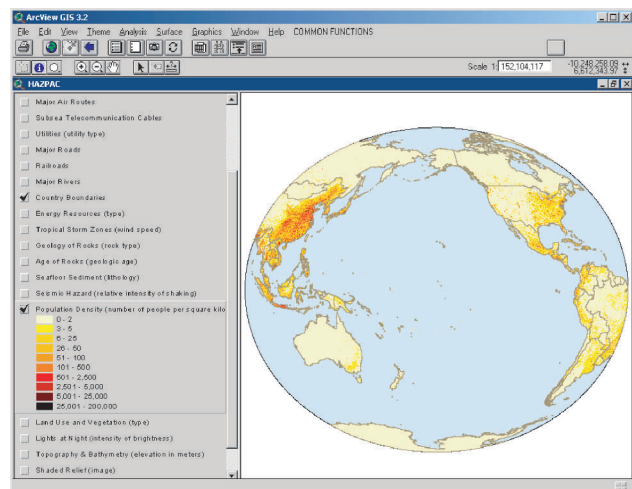 ArcView GIS 3.2
File Edit View Theme Analysis Surface Graphics Window Help COMMON FUNCTIONS
Scale 1: 152,104,117
-10,248,258.09
6,612,343.97
HAZPAC
Major Air Routes
Subsea Telecommunication Cables
Utilities (utility type)
Major Roads
Railroads
Major Rivers
Country Boundaries
Energy Resources (type)
Tropical Storm Zones (wind speed)
Geology of Rocks (rock type)
Age of Rocks (geologic age)
Seafloor Sediment (lithology)
Seismic Hazard (relative intensity of shaking)
Population Density (number of people per square kilo
0 - 2
3 - 5
6 - 25
26 - 50
51 - 100
101 - 500
501 - 2,500
2,501 - 5,000
5,001 - 25,000
25,001 - 200,000
Land Use and Vegetation (type)
Lights at Night (intensity of brightness)
Topography & Bathymetry (elevation in meters)
Shaded Relief (image)